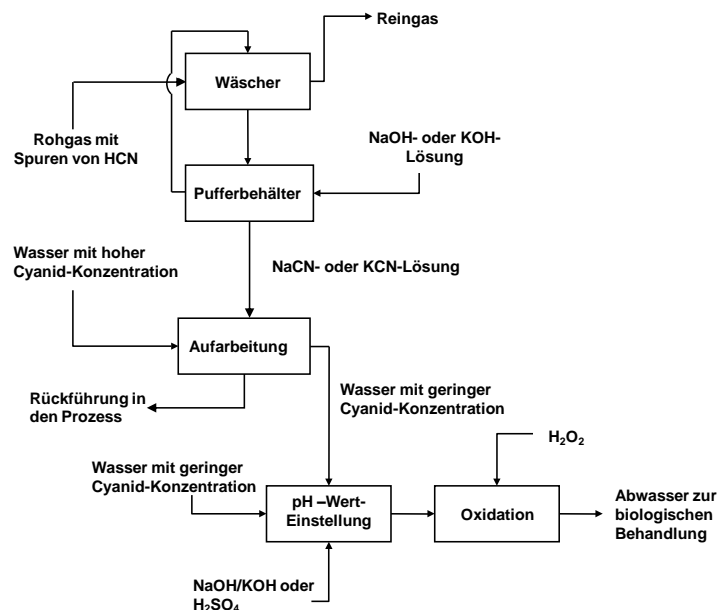 Reingas
Wäscher
Rohgas mit
Spuren von HCN
NaOH- oder KOH-
Lösung
Pufferbehälter
Wasser mit hoher
Cyanid-Konzentration
NaCN- oder KCN-Lösung
Aufarbeitung
Rückführung in
den Prozess
Wasser mit geringer
Cyanid-Konzentration
H₂O₂
Wasser mit geringer
Cyanid-Konzentration
pH –Wert-
Einstellung
Oxidation
Abwasser zur
biologischen
Behandlung
NaOH/KOH oder
H₂SO₄